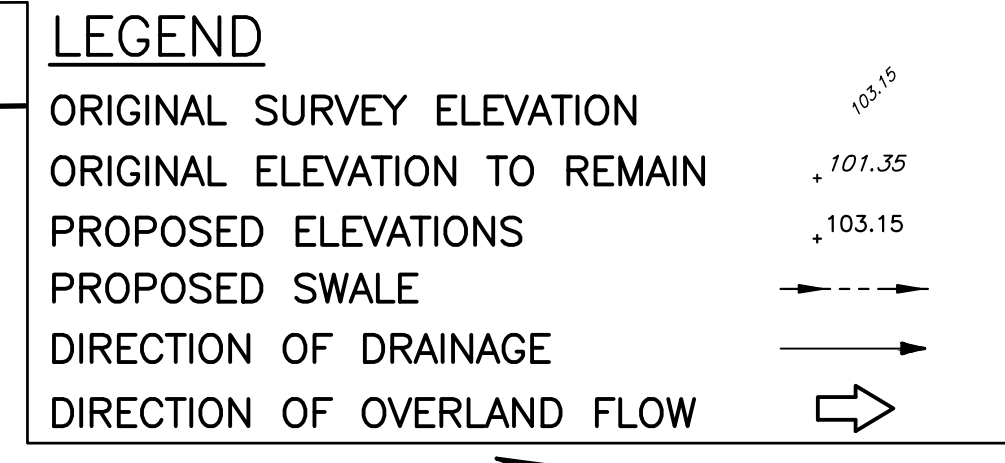 LEGEND
ORIGINAL SURVEY ELEVATION 103.15
ORIGINAL ELEVATION TO REMAIN +101.35
PROPOSED ELEVATIONS +103.15
PROPOSED SWALE
DIRECTION OF DRAINAGE
DIRECTION OF OVERLAND FLOW